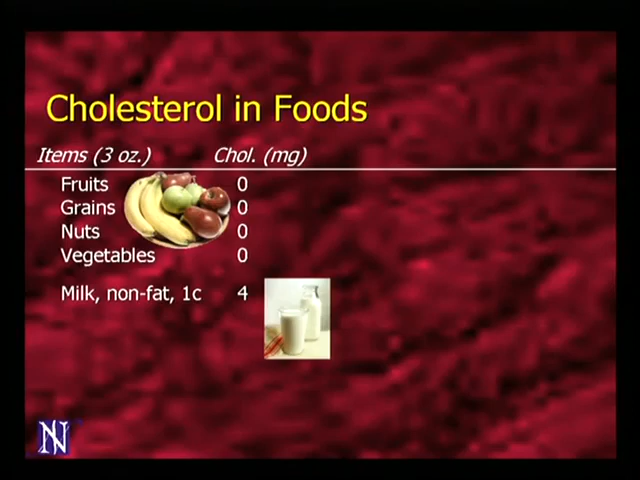 Cholesterol in Foods
Items (3 oz.) Chol. (mg)
Fruits 0
Grains 0
Nuts 0
Vegetables 0
Milk, non-fat, 1c 4
N